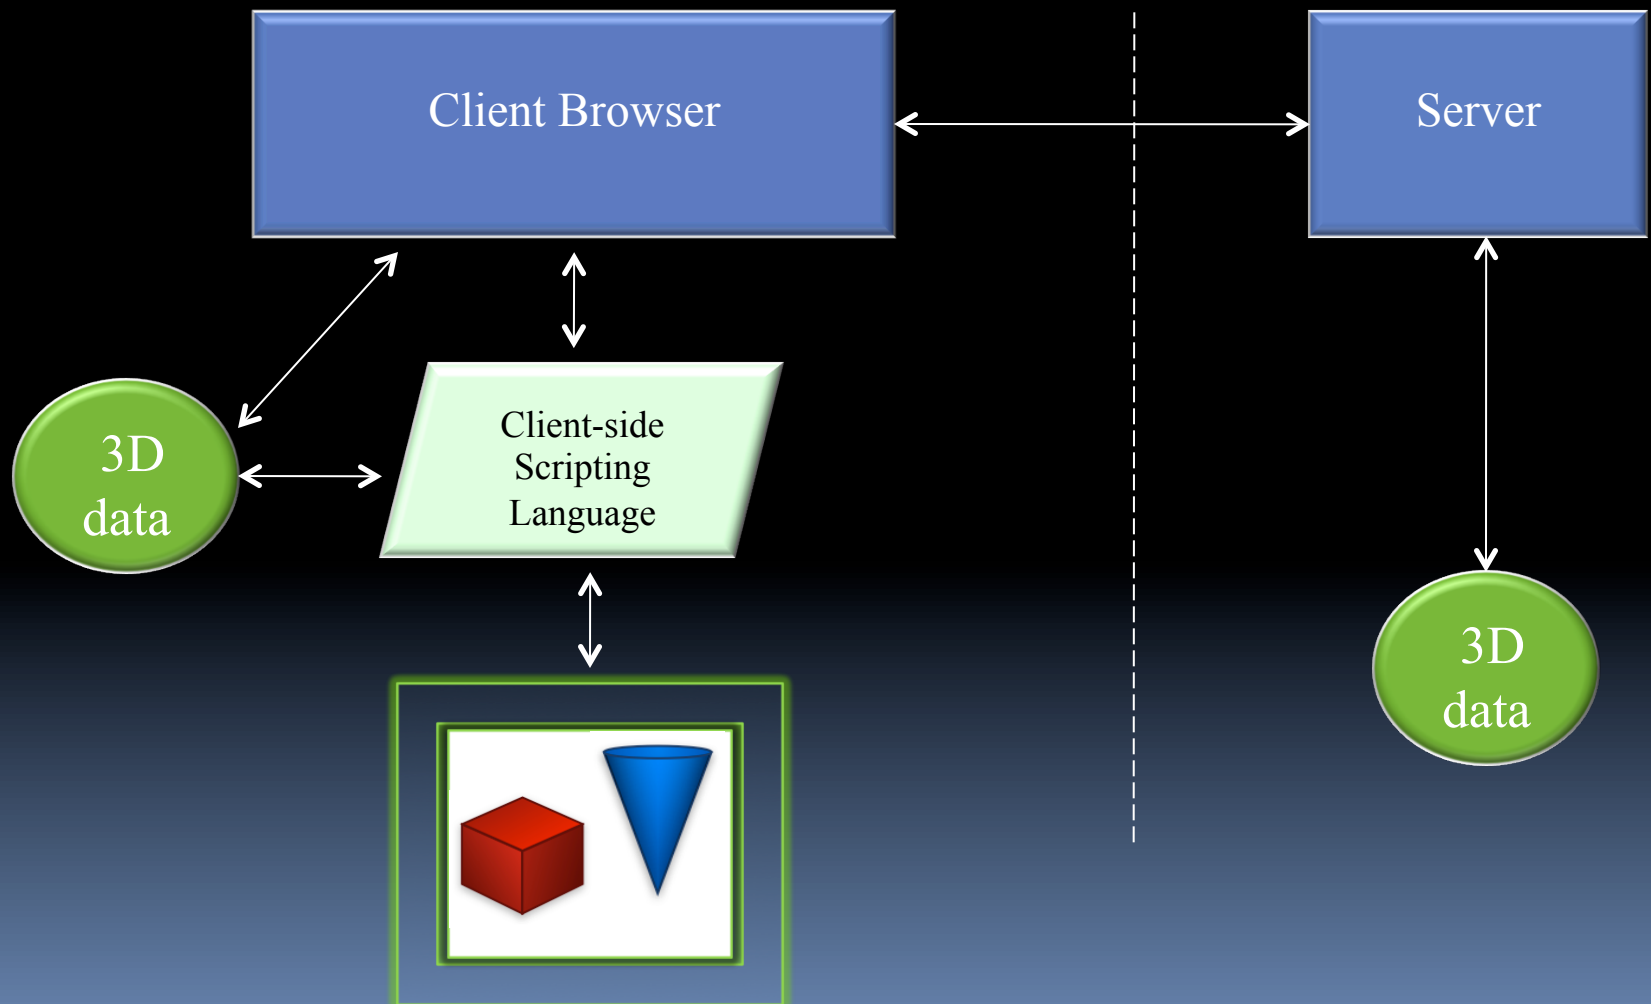 Client Browser
Server
3D
data
Client-side
Scripting
Language
3D
data